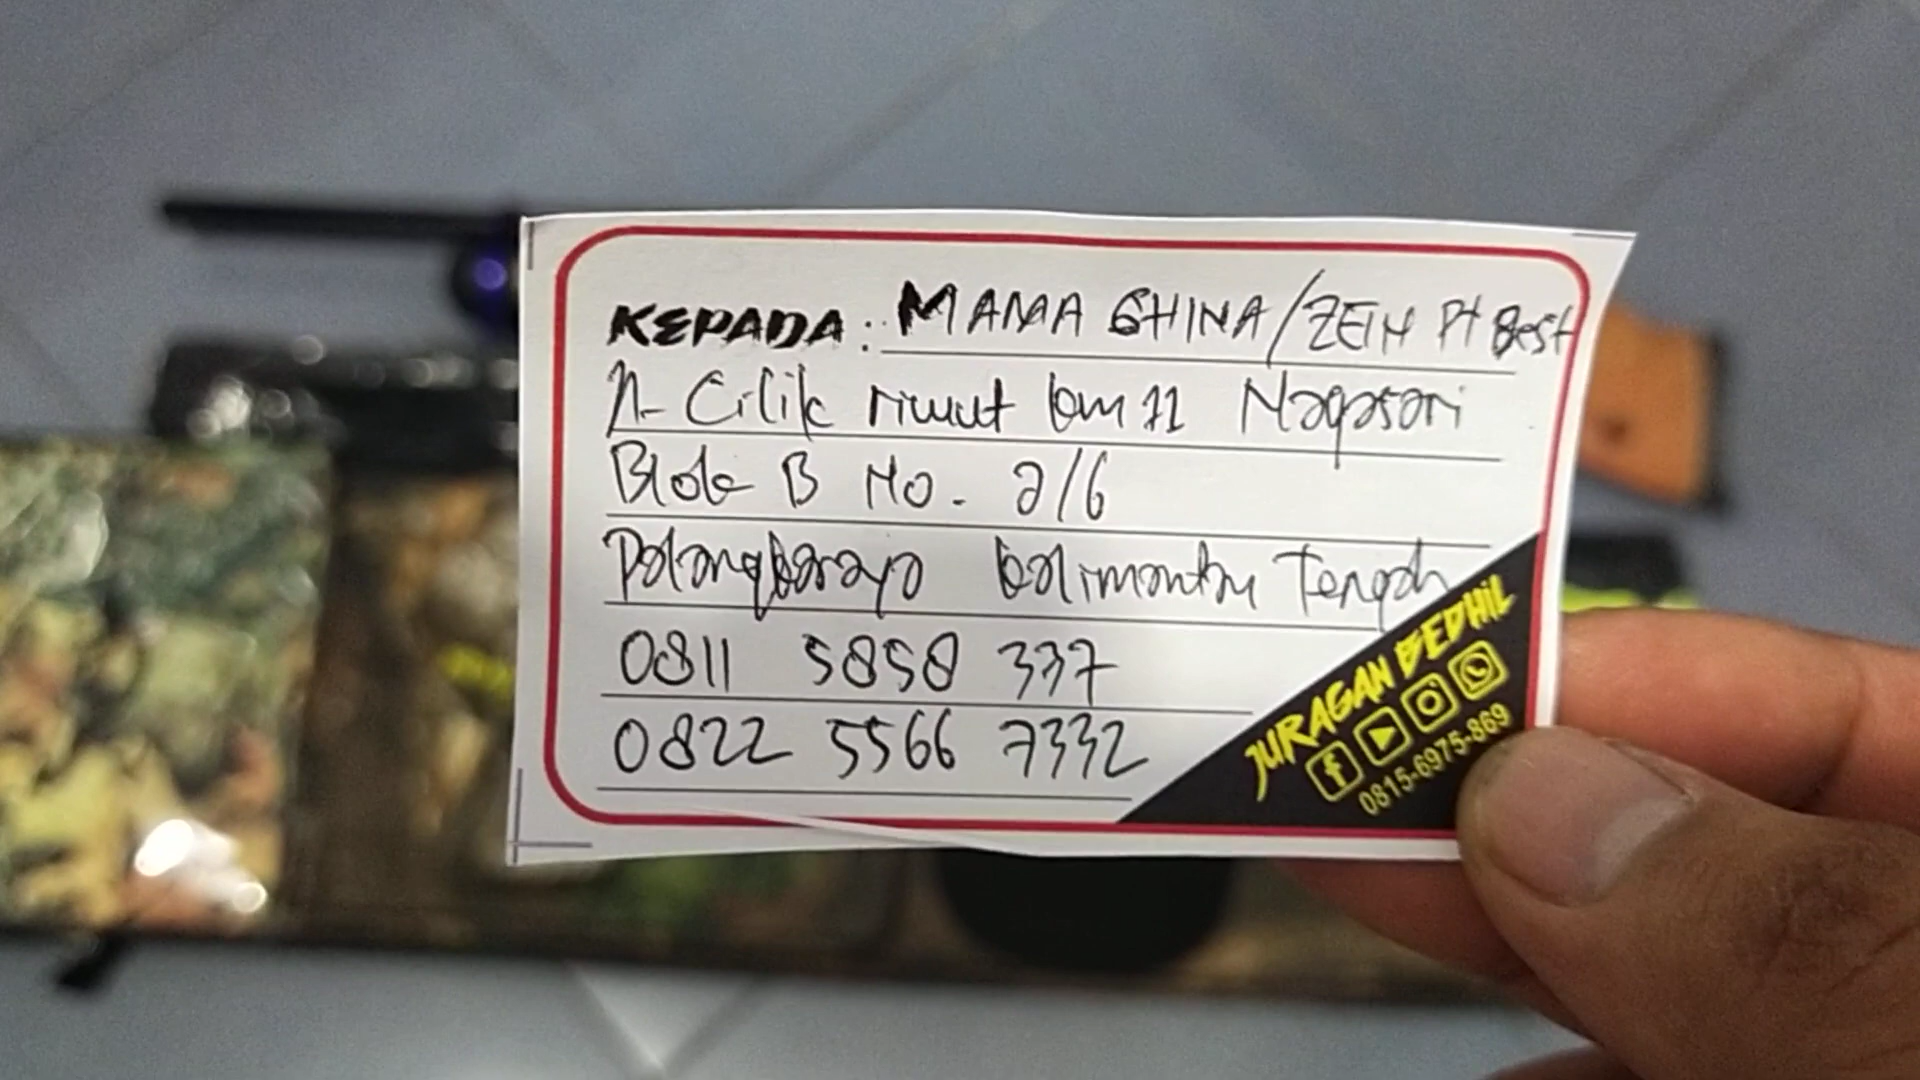 KEPADA: MAMA GHINA/ZEIN PT Best
Jl. Cilik riwut km 11 Nagasari
Blok B No. 2/6
Palangkaraya Kalimantan Tengah
0811 5858 337
0822 5566 7332
JURAGAN BEDHIL
0815-6975-869